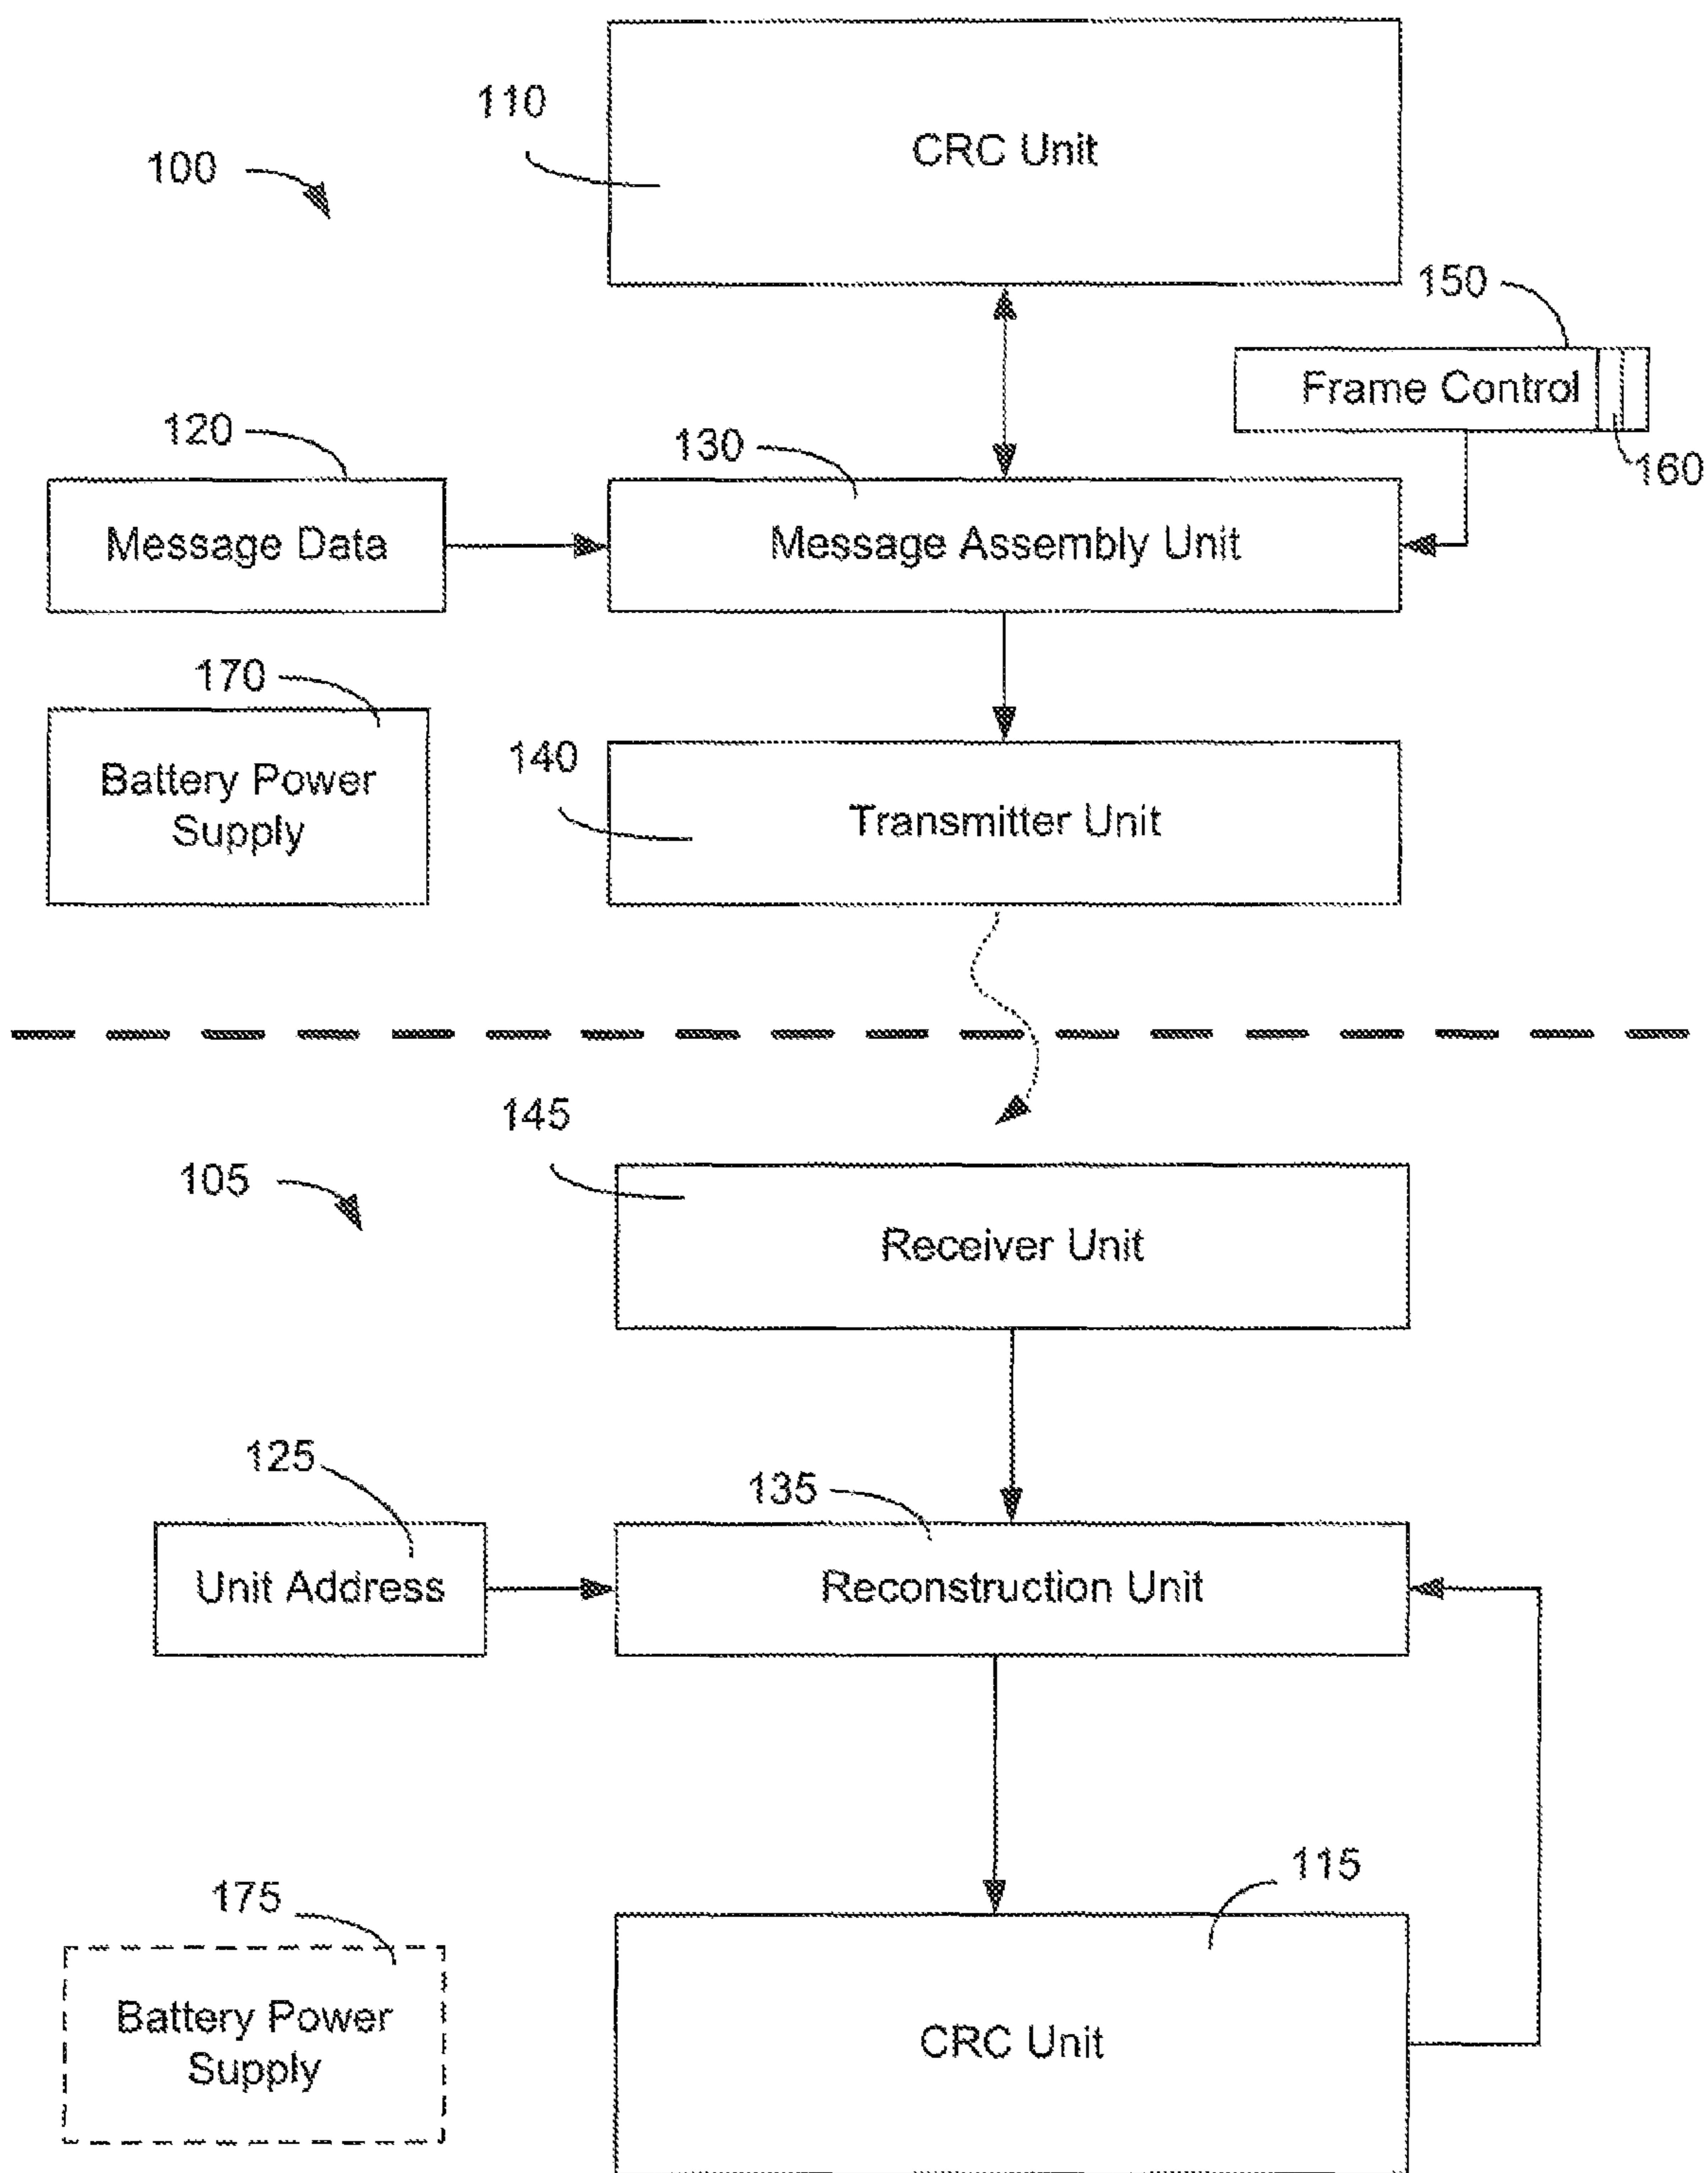 110
CRC Unit
100
150
Frame Control
120
130
160
Message Data
Message Assembly Unit
170
140
Battery Power
Supply
Transmitter Unit
145
105
Receiver Unit
125
135
Unit Address
Reconstruction Unit
115
175
Battery Power
Supply
CRC Unit